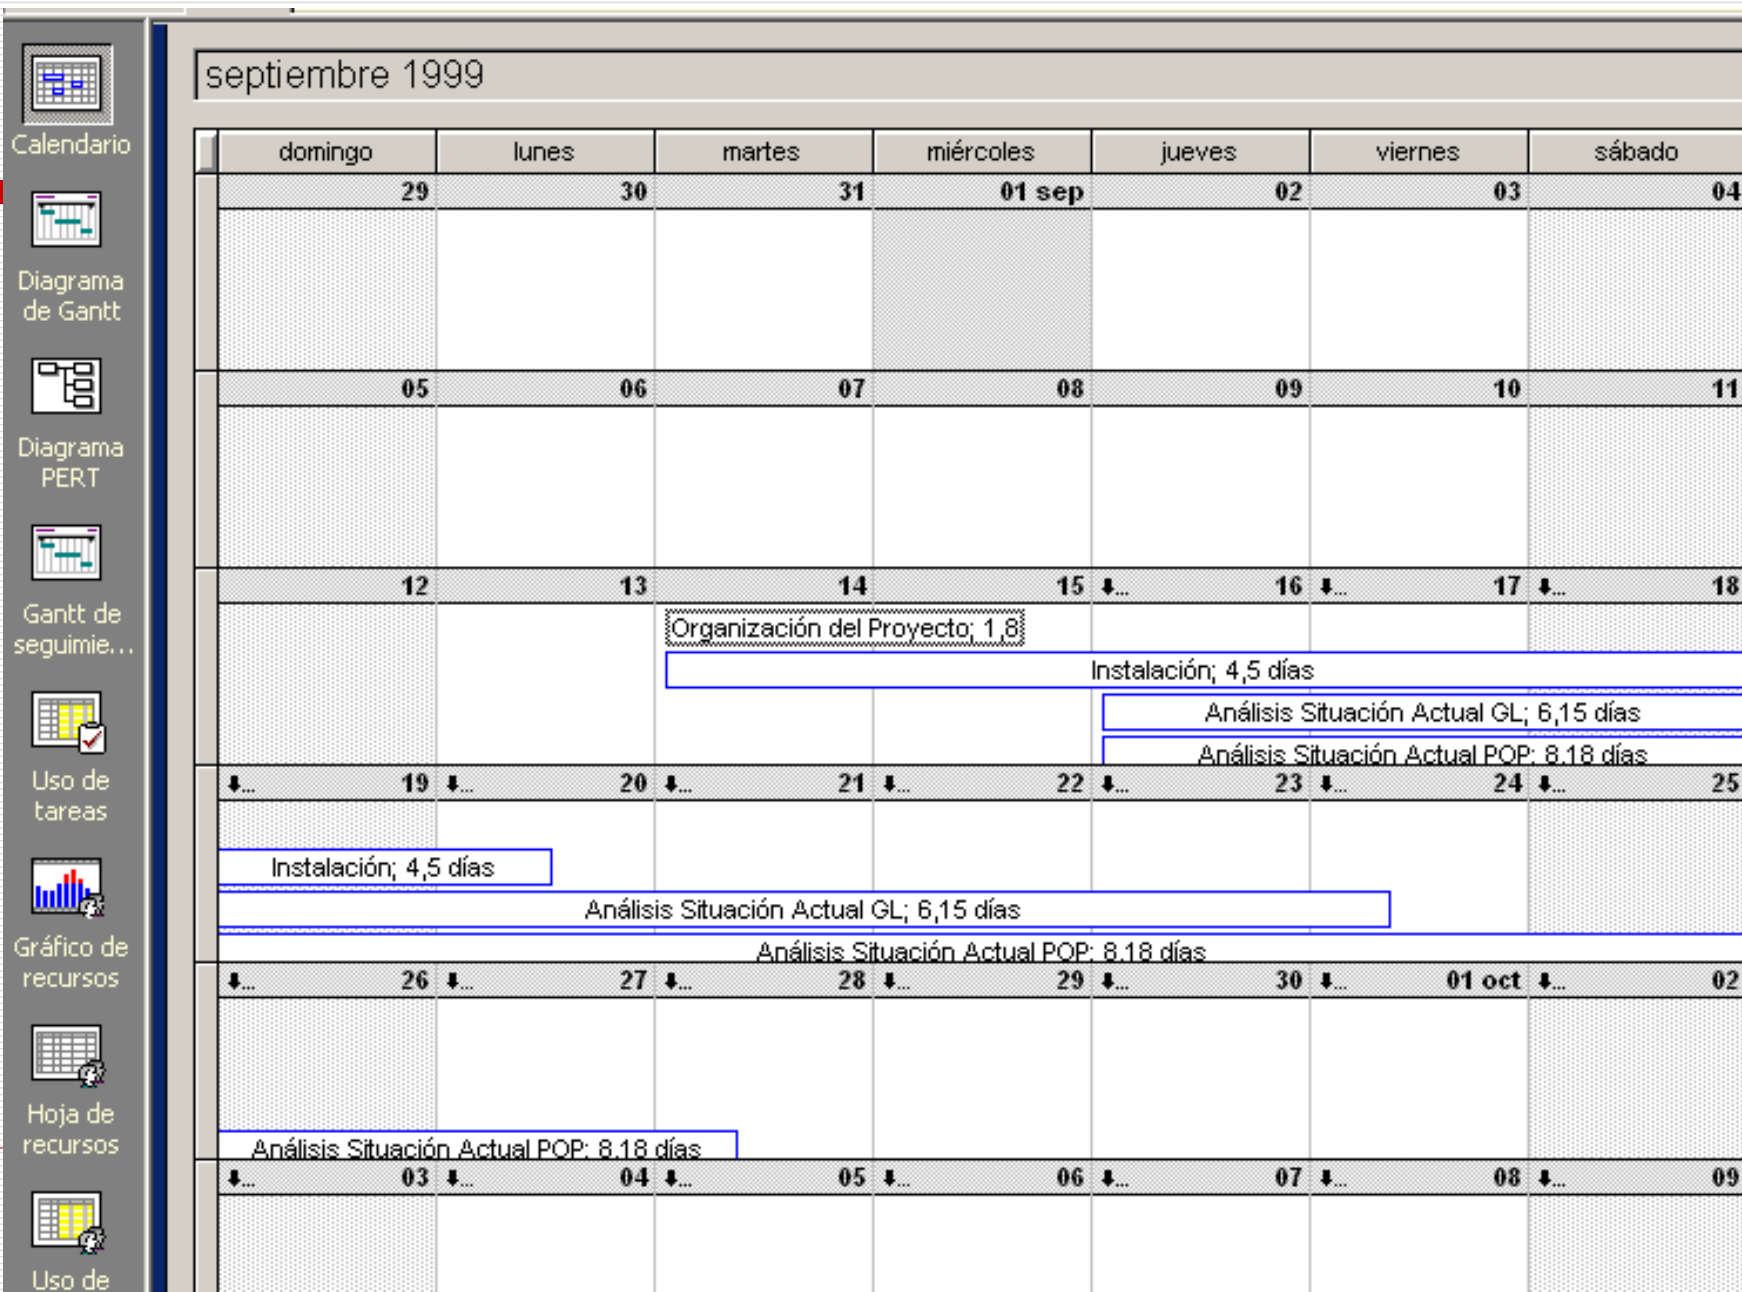 septiembre 1999
Calendario
Diagrama
de Gantt
Diagrama
PERT
Gantt de
seguimie...
Uso de
tareas
Gráfico de
recursos
Hoja de
recursos
Uso de
domingo lunes martes miércoles jueves viernes sábado
29 30 31 01 sep 02 03 04
05 06 07 08 09 10 11
12 13 14 15 ... 16 ... 17 ... 18
Organización del Proyecto; 1,8
Instalación; 4,5 días
Análisis Situación Actual GL; 6,15 días
Análisis Situación Actual POP; 8,18 días
... 19 ... 20 ... 21 ... 22 ... 23 ... 24 ... 25
Instalación; 4,5 días
Análisis Situación Actual GL; 6,15 días
Análisis Situación Actual POP; 8,18 días
... 26 ... 27 ... 28 ... 29 ... 30 ... 01 oct ... 02
Análisis Situación Actual POP; 8,18 días
... 03 ... 04 ... 05 ... 06 ... 07 ... 08 ... 09